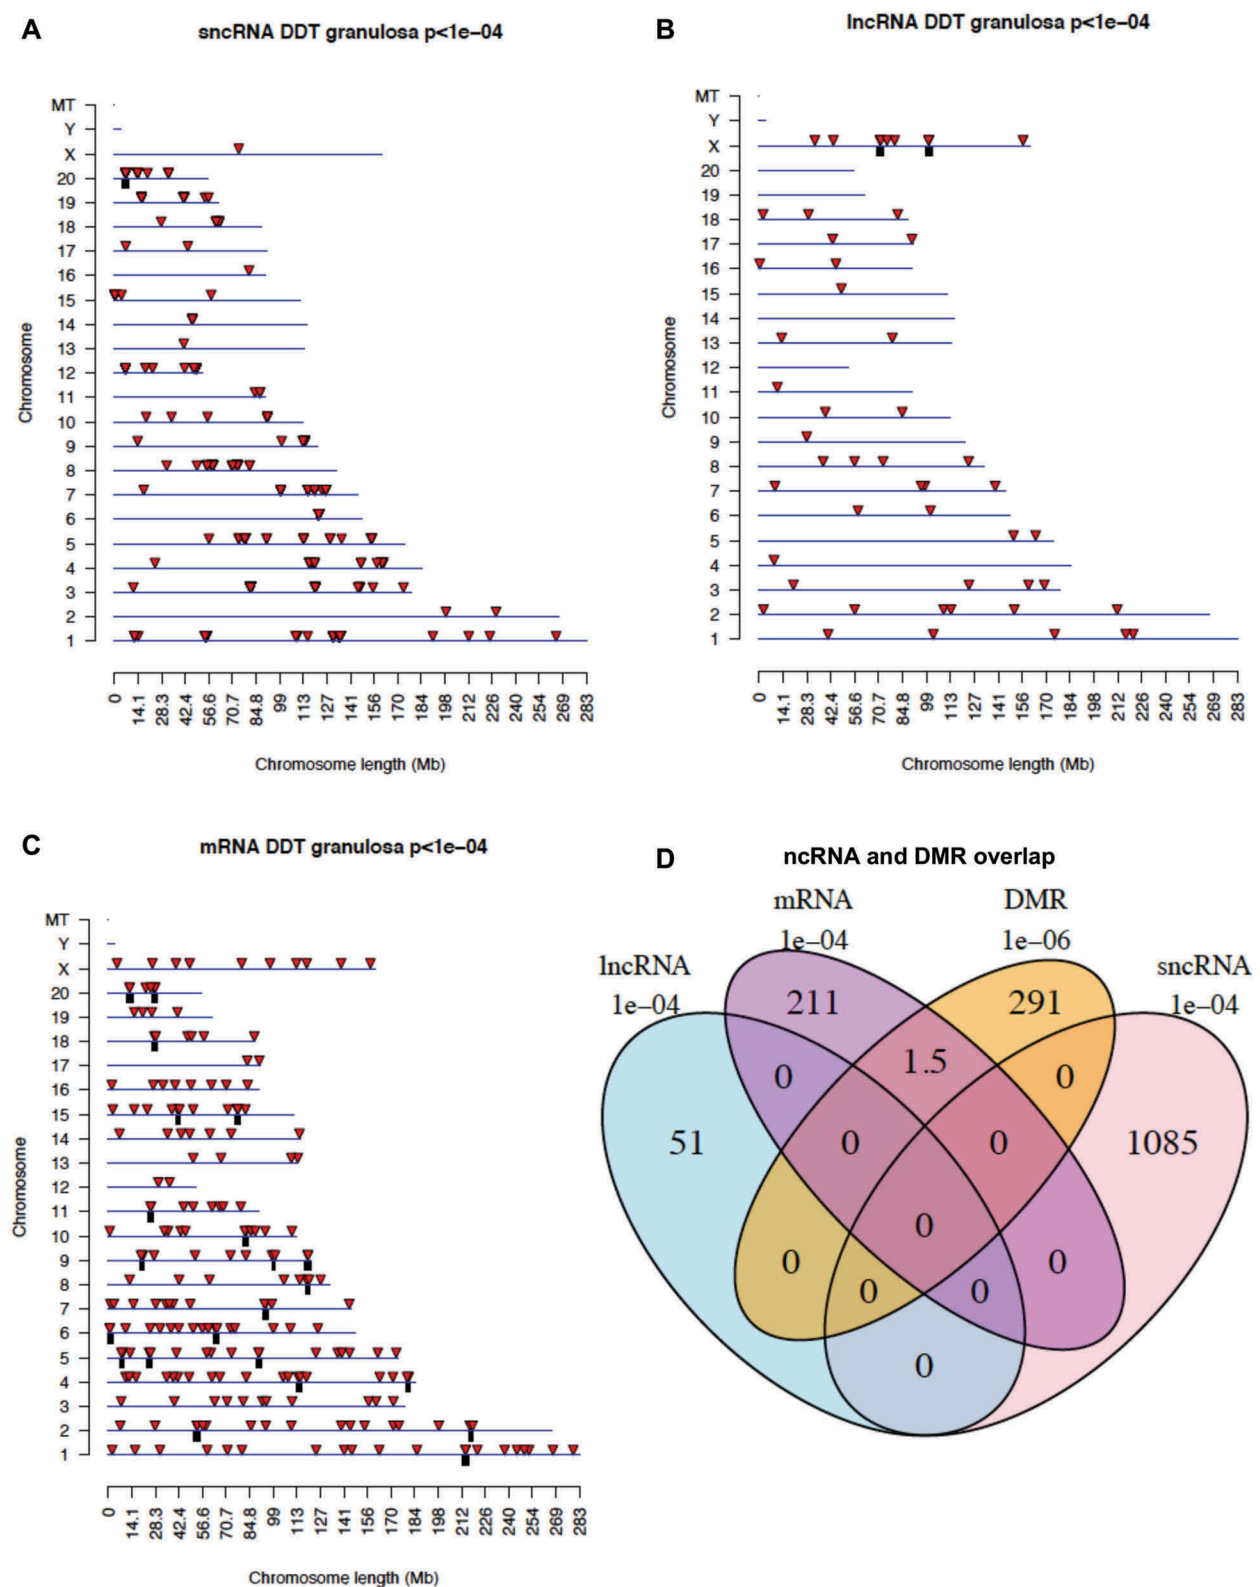 A
sncRNA DDT granulosa p<1e−04
MT
Y
X
20
19
18
17
16
15
14
13
12
11
10
9
8
7
6
5
4
3
2
1
Chromosome
0 14.1 28.3 42.4 56.6 70.7 84.8 99 113 127 141 156 170 184 198 212 226 240 254 269 283
Chromosome length (Mb)
B
lncRNA DDT granulosa p<1e−04
MT
Y
X
20
19
18
17
16
15
14
13
12
11
10
9
8
7
6
5
4
3
2
1
Chromosome
0 14.1 28.3 42.4 56.6 70.7 84.8 99 113 127 141 156 170 184 198 212 226 240 254 269 283
Chromosome length (Mb)
C
mRNA DDT granulosa p<1e−04
MT
Y
X
20
19
18
17
16
15
14
13
12
11
10
9
8
7
6
5
4
3
2
1
Chromosome
0 14.1 28.3 42.4 56.6 70.7 84.8 99 113 127 141 156 170 184 198 212 226 240 254 269 283
Chromosome length (Mb)
D
ncRNA and DMR overlap
mRNA DMR
1e−04 1e−06
lncRNA sncRNA
1e−04 1e−04
211 291
1.5
0 0
51 0 0 1085
0
0 0
0 0
0